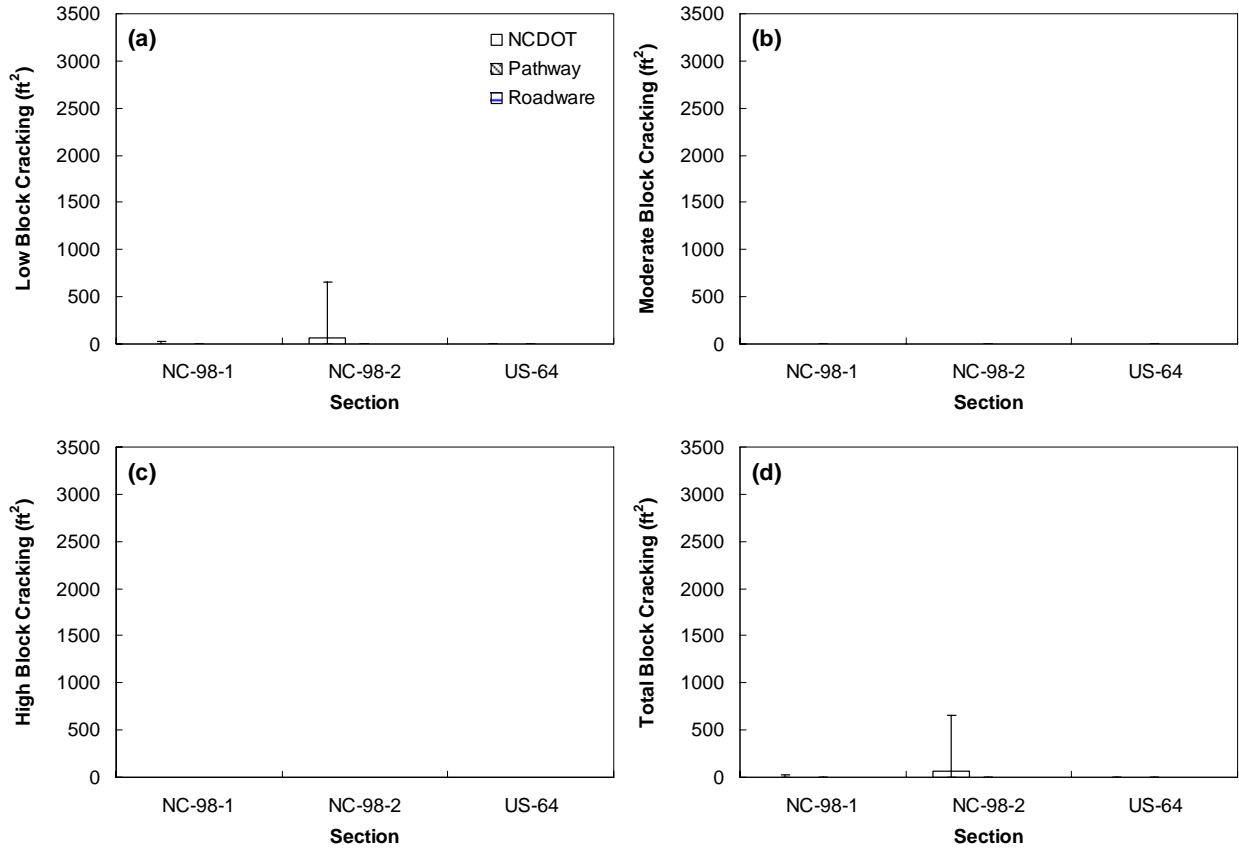 (a)
NCDOT
Pathway
Roadware
Low Block Cracking (ft²)
3500
3000
2500
2000
1500
1000
500
0
NC-98-1 NC-98-2 US-64
Section
(b)
Moderate Block Cracking (ft²)
3500
3000
2500
2000
1500
1000
500
0
NC-98-1 NC-98-2 US-64
Section
(c)
High Block Cracking (ft²)
3500
3000
2500
2000
1500
1000
500
0
NC-98-1 NC-98-2 US-64
Section
(d)
Total Block Cracking (ft²)
3500
3000
2500
2000
1500
1000
500
0
NC-98-1 NC-98-2 US-64
Section